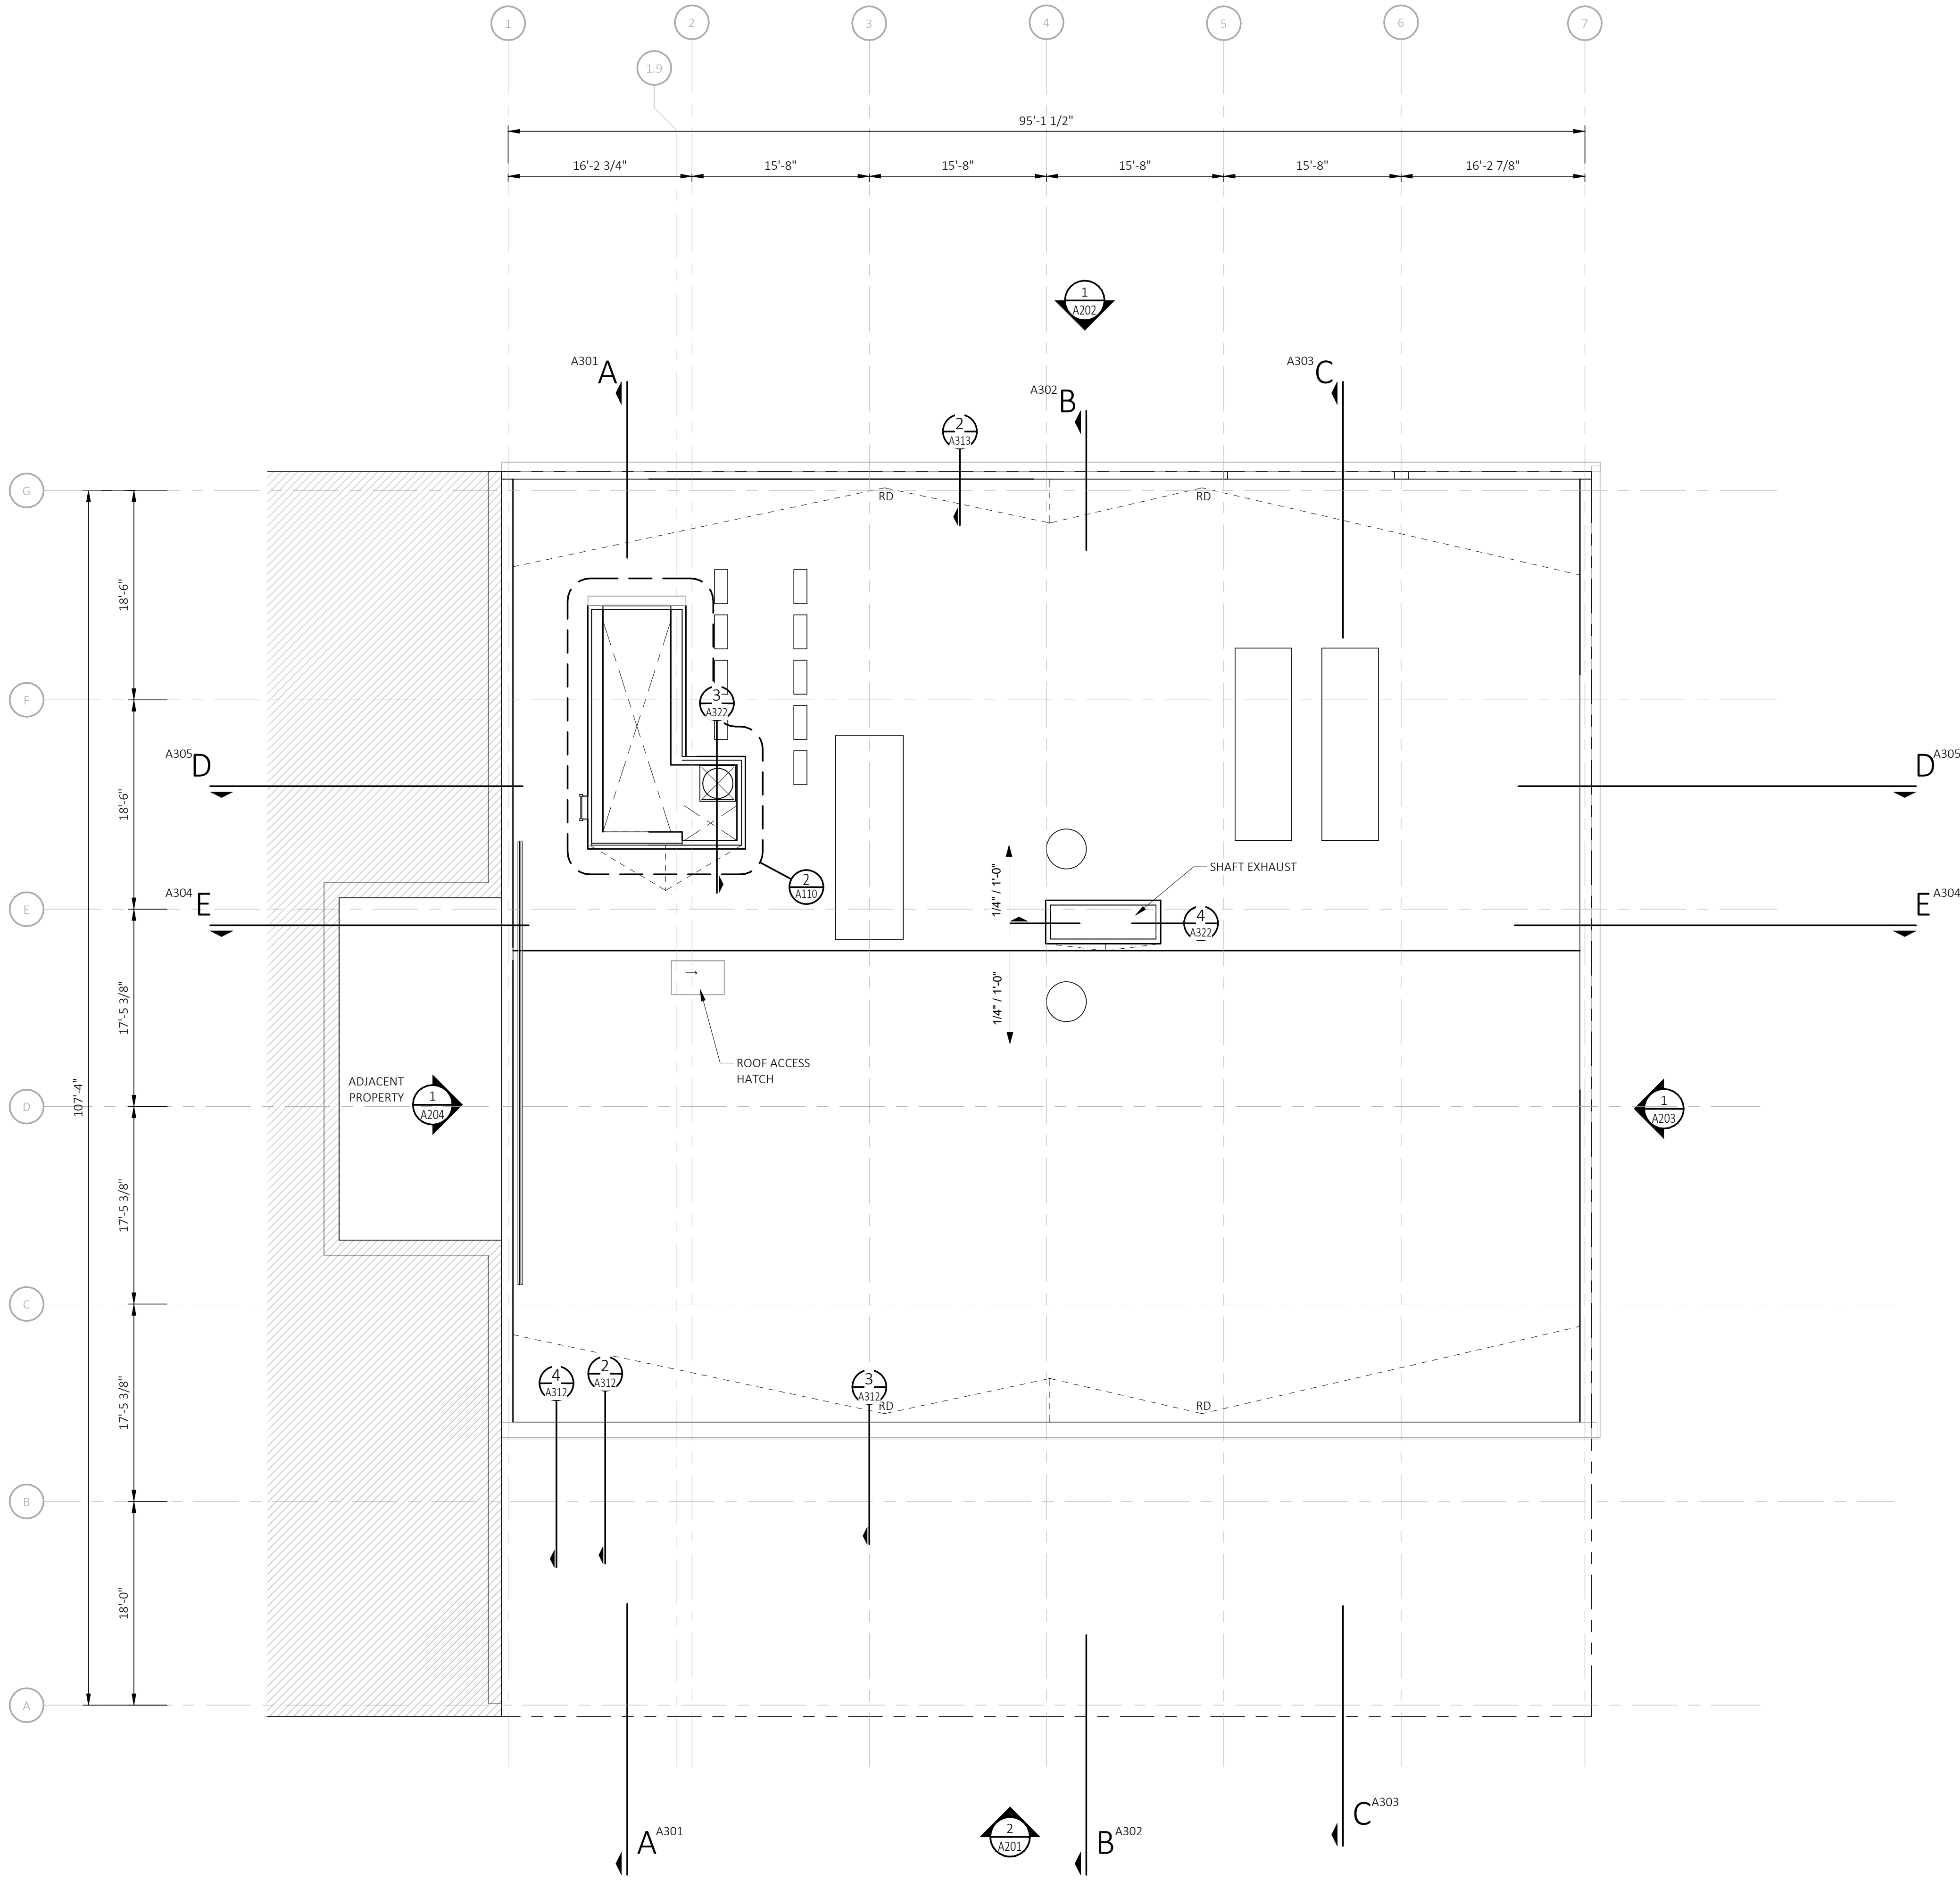 1
2
3
4
5
6
7
1.9
95'-1 1/2"
16'-2 3/4"
15'-8"
15'-8"
15'-8"
15'-8"
16'-2 7/8"
1
A202
A301 A
A302 B
A303 C
2
A313
G
RD
RD
18'-6"
F
3
A322
A305 D
D A305
18'-6"
1/4" / 1'-0"
SHAFT EXHAUST
2
A110
A304 E
E A304
E
4
A322
17'-5 3/8"
1/4" / 1'-0"
ROOF ACCESS
HATCH
107'-4"
ADJACENT
PROPERTY
1
A204
1
A203
D
17'-5 3/8"
C
4
A312
2
A312
3
A312
17'-5 3/8"
RD
RD
B
18'-0"
A
A A301
2
A201
B A302
C A303